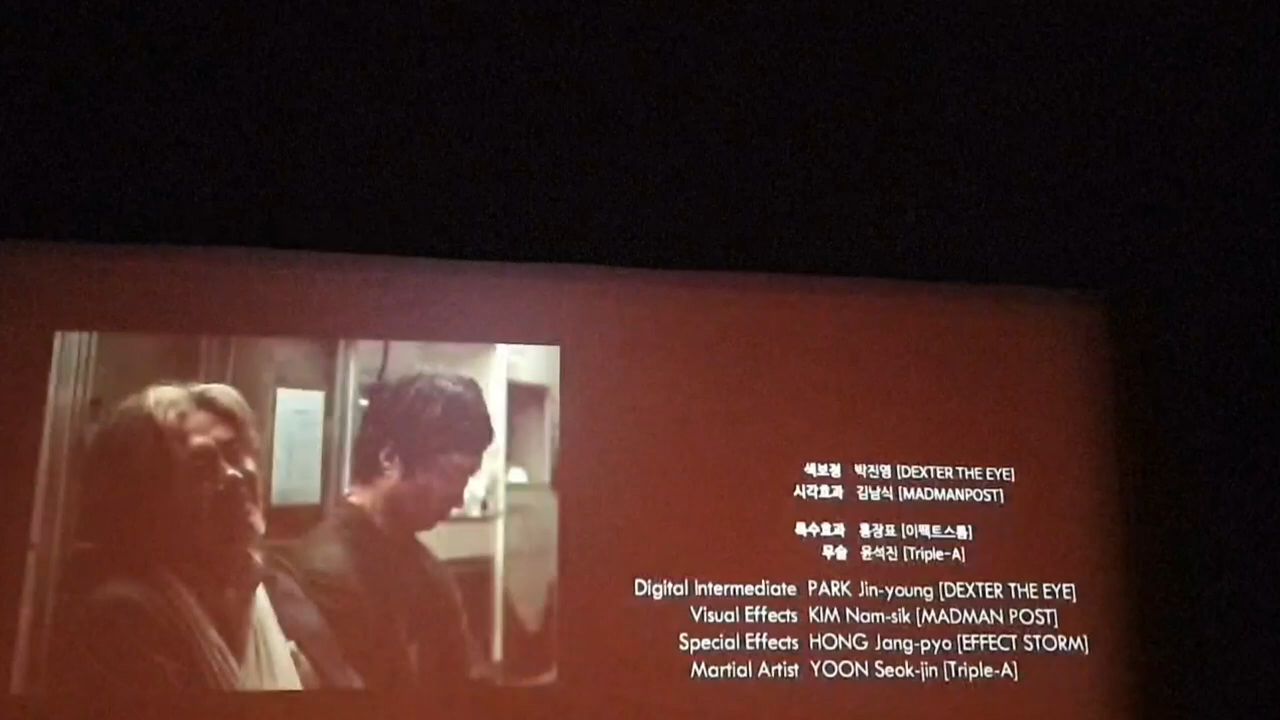 색보정 박진영 [DEXTER THE EYE]
시각효과 김남식 [MADMANPOST]
특수효과 홍장표 [이펙트스톰]
무술 윤석진 [Triple-A]
Digital Intermediate PARK Jin-young [DEXTER THE EYE]
Visual Effects KIM Nam-sik [MADMAN POST]
Special Effects HONG Jang-pyo [EFFECT STORM]
Martial Artist YOON Seok-jin [Triple-A]